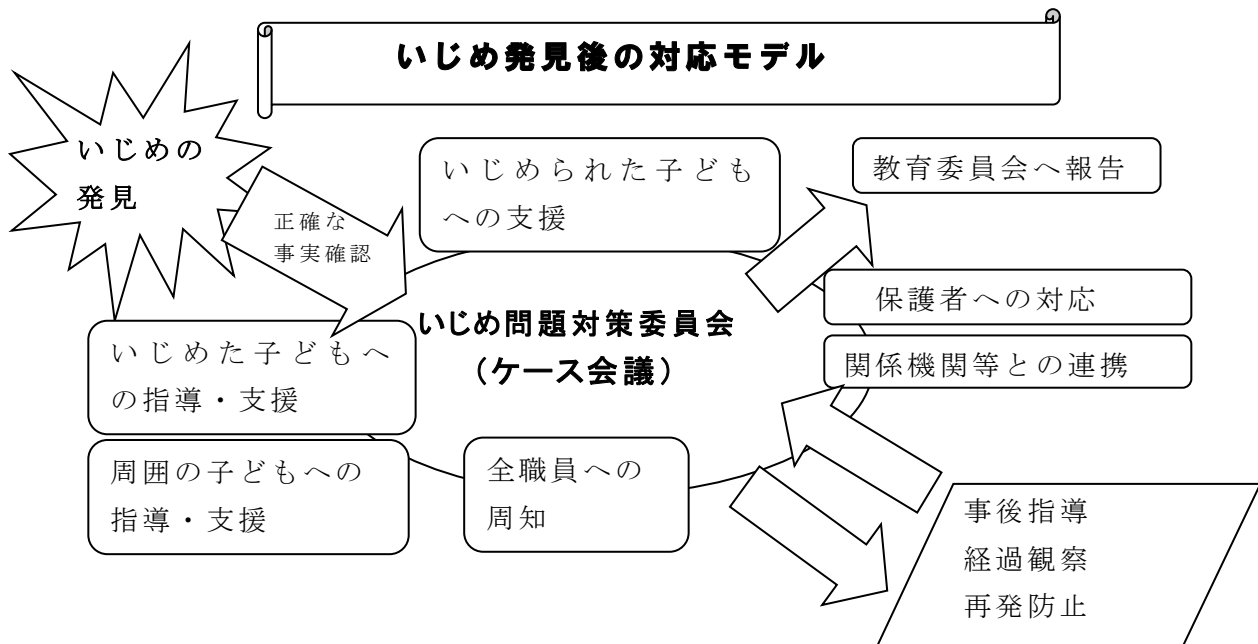 いじめ発見後の対応モデル
いじめの
発見
正確な
事実確認
いじめられた子ども
への支援
教育委員会へ報告
保護者への対応
関係機関等との連携
いじめ問題対策委員会
(ケース会議)
いじめた子どもへ
の指導・支援
周囲の子どもへの
指導・支援
全職員への
周知
事後指導
経過観察
再発防止